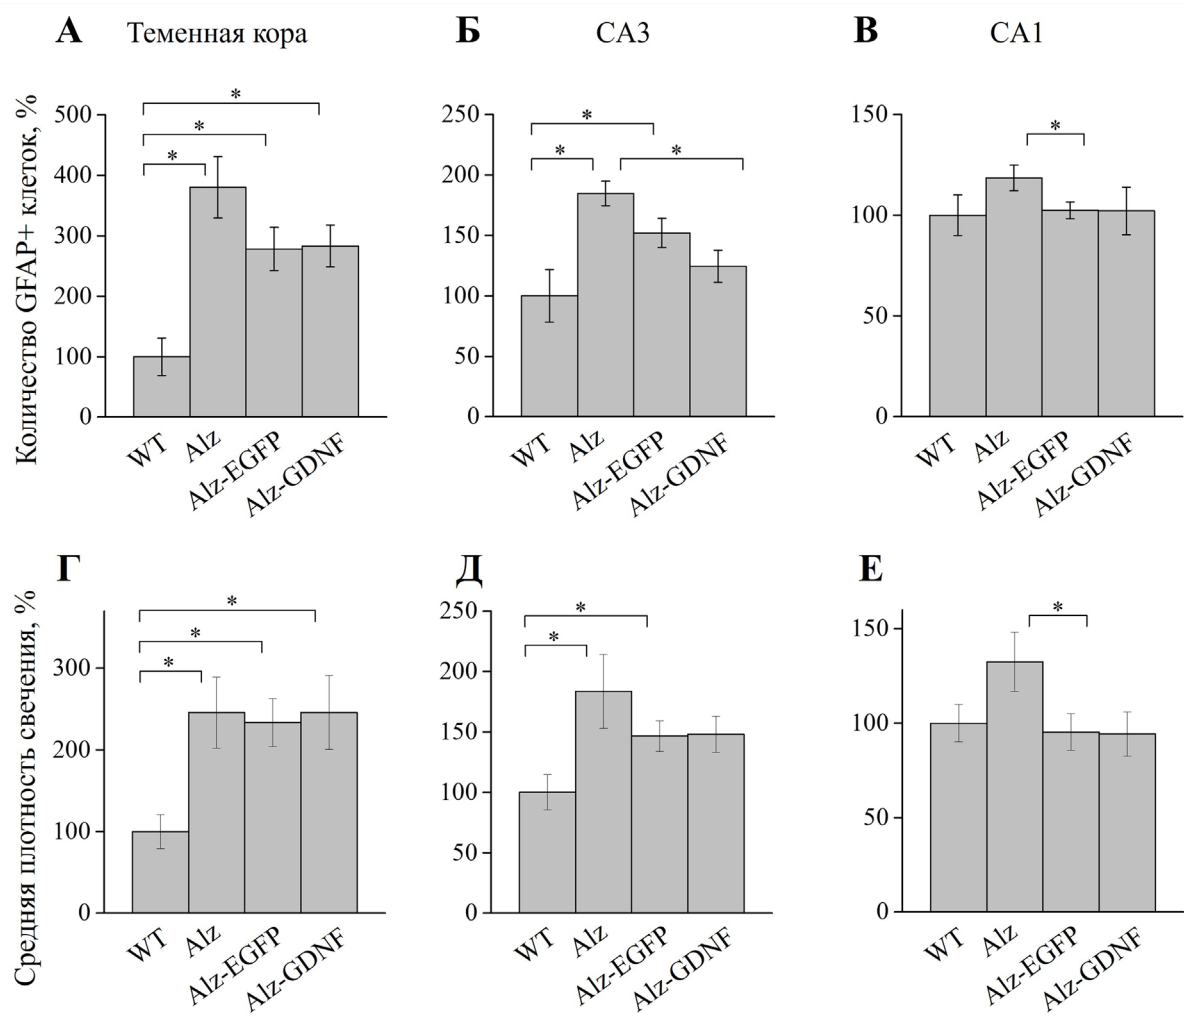 А Теменная кора
Б CA3
В CA1
Количество GFAP+ клеток, %
500
400
300
200
100
0
* * *
WT Alz Alz-EGFP Alz-GDNF
250
200
150
100
50
0
* * *
WT Alz Alz-EGFP Alz-GDNF
150
100
50
0
*
WT Alz Alz-EGFP Alz-GDNF
Г
Д
Е
Средняя плотность свечения, %
300
200
100
0
* * *
WT Alz Alz-EGFP Alz-GDNF
250
200
150
100
50
0
* *
WT Alz Alz-EGFP Alz-GDNF
150
100
50
0
*
WT Alz Alz-EGFP Alz-GDNF